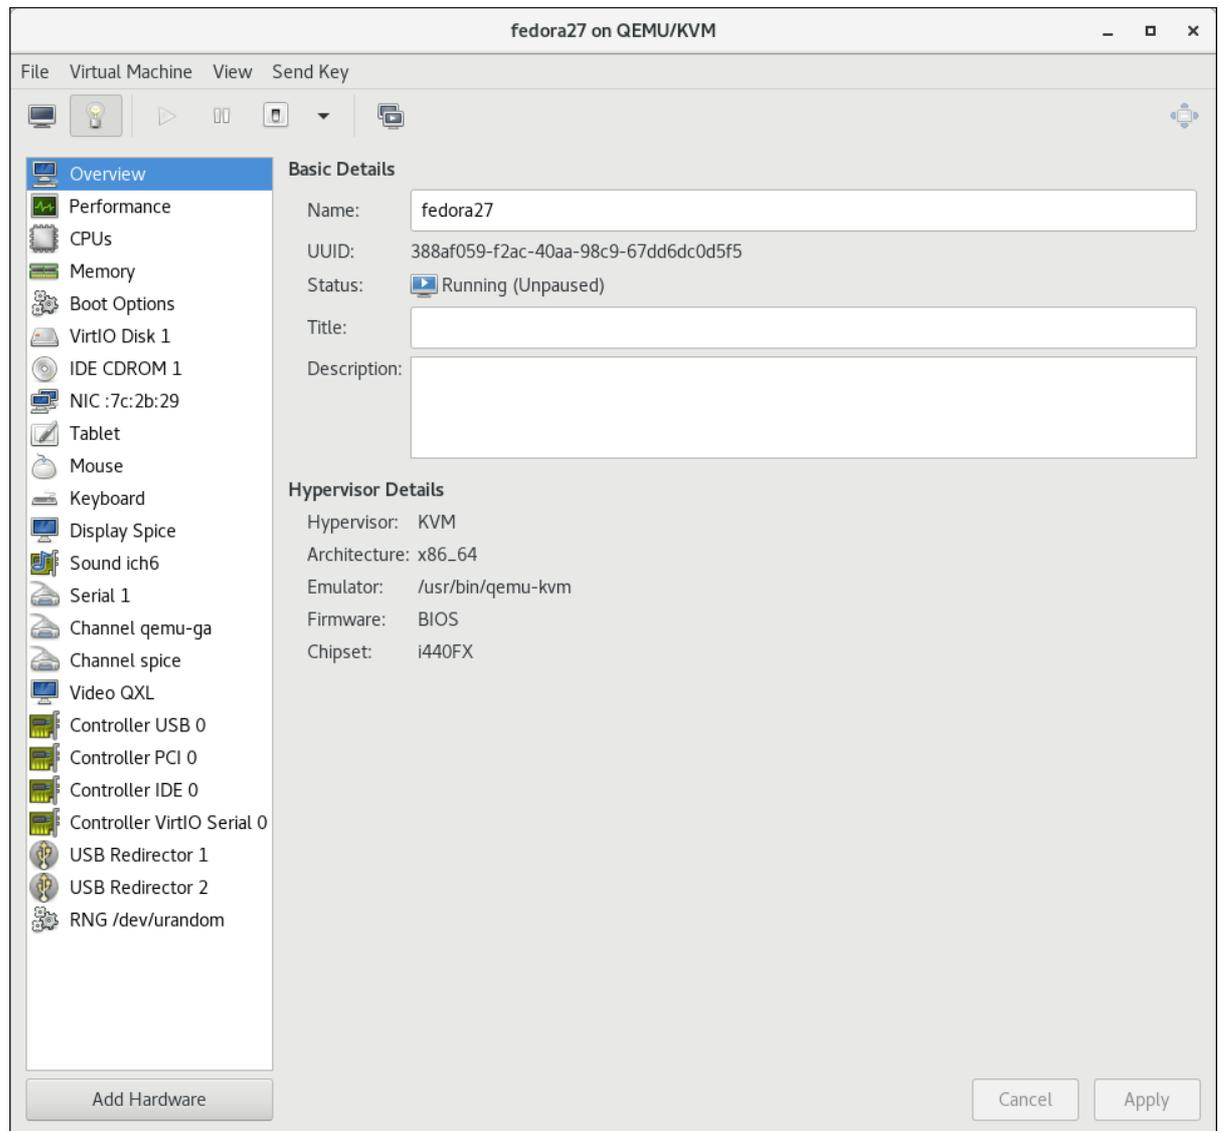 fedora27 on QEMU/KVM
File Virtual Machine View Send Key
Overview
Performance
CPUs
Memory
Boot Options
VirtIO Disk 1
IDE CDROM 1
NIC :7c:2b:29
Tablet
Mouse
Keyboard
Display Spice
Sound ich6
Serial 1
Channel qemu-ga
Channel spice
Video QXL
Controller USB 0
Controller PCI 0
Controller IDE 0
Controller VirtIO Serial 0
USB Redirector 1
USB Redirector 2
RNG /dev/urandom
Add Hardware
Basic Details
Name: fedora27
UUID: 388af059-f2ac-40aa-98c9-67dd6dc0d5f5
Status: Running (Unpaused)
Title:
Description:
Hypervisor Details
Hypervisor: KVM
Architecture: x86_64
Emulator: /usr/bin/qemu-kvm
Firmware: BIOS
Chipset: i440FX
Cancel Apply